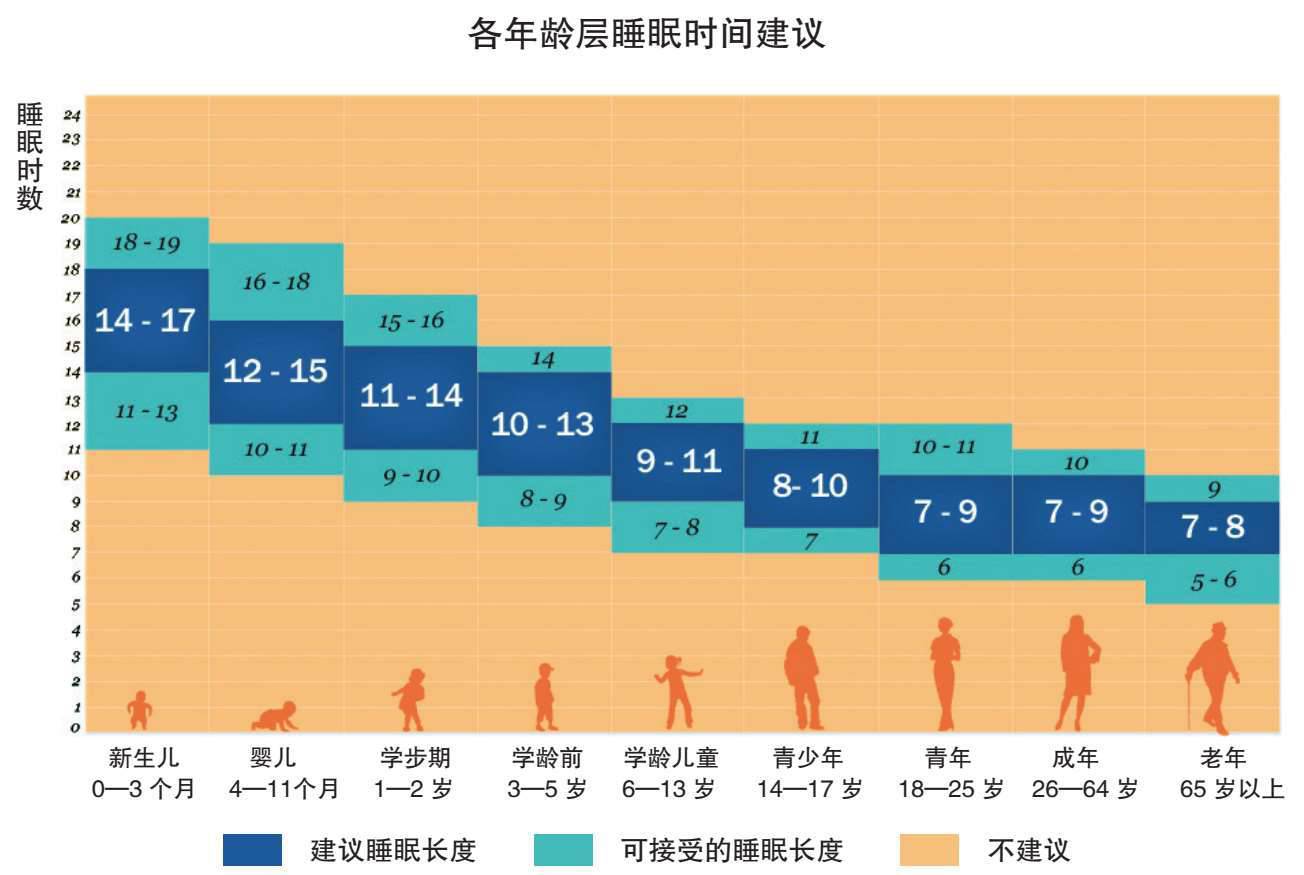 各年龄层睡眠时间建议
睡眠时数
24
23
22
21
20
19
18
17
16
15
14
13
12
11
10
9
8
7
6
5
4
3
2
1
0
18 - 19
14 - 17
11 - 13
16 - 18
12 - 15
10 - 11
15 - 16
11 - 14
9 - 10
14
10 - 13
8 - 9
12
9 - 11
7 - 8
11
8- 10
7
10 - 11
7 - 9
6
10
7 - 9
6
9
7 - 8
5 - 6
新生儿
0—3 个月
婴儿
4—11个月
学步期
1—2 岁
学龄前
3—5 岁
学龄儿童
6—13 岁
青少年
14—17 岁
青年
18—25 岁
成年
26—64 岁
老年
65 岁以上
建议睡眠长度
可接受的睡眠长度
不建议